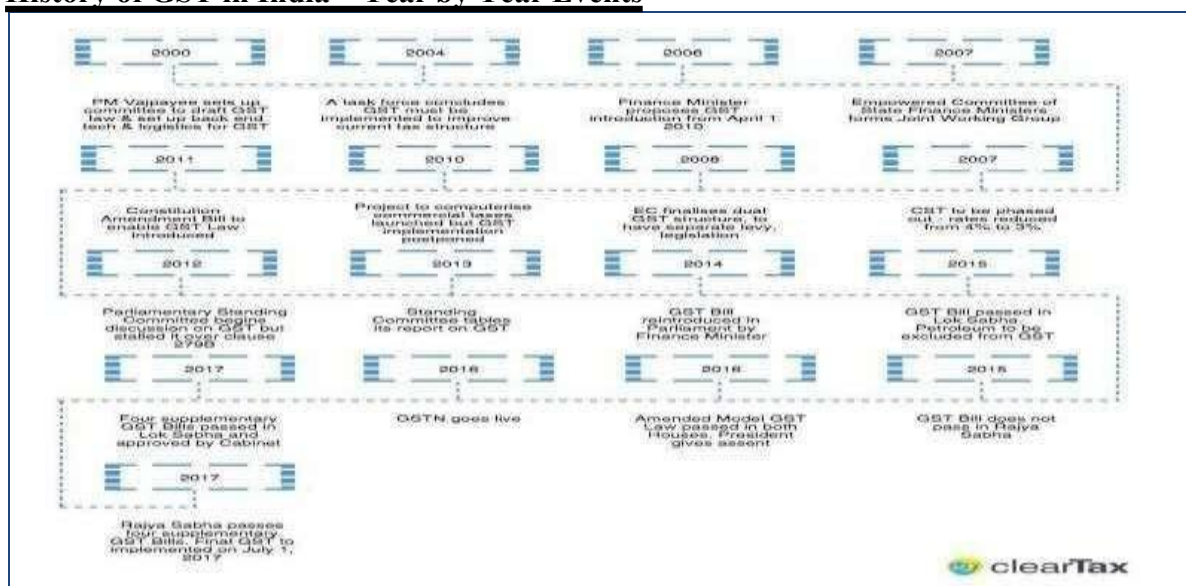 History of GST in India – Year by Year Events
2000
2004
2006
2007
PM Vajpayee sets up
committee to draft GST
law & set up back end
tech & logistics for GST
A task force concludes
GST must be
implemented to improve
current tax structure
Finance Minister
proposes GST
introduction from April 1
2010
Empowered Committee of
State Finance Ministers
forms Joint Working Group
2011
2010
2008
2007
Constitution
Amendment Bill to
enable GST Law
Introduced
Project to computerise
commercial taxes
launched but GST
implementation
postponed
EC finalises dual
GST structure, to
have separate levy,
legislation
CST to be phased
out - rates reduced
from 4% to 3%
2012
2013
2014
2015
Parliamentary Standing
Committee begins
discussion on GST but
stalled it over clause
279B
Standing
Committee tables
its report on GST
GST Bill
reintroduced in
Parliament by
Finance Minister
GST Bill passed in
Lok Sabha.
Petroleum to be
excluded from GST
2017
2016
2016
2015
Four supplementary
GST Bills passed in
Lok Sabha and
approved by Cabinet
GSTN goes live
Amended Model GST
Law passed in both
Houses. President
gives assent
GST Bill does not
pass in Rajya
Sabha
2017
Rajya Sabha passes
four supplementary
GST Bills. Final GST to
implemented on July 1,
2017
clearTax